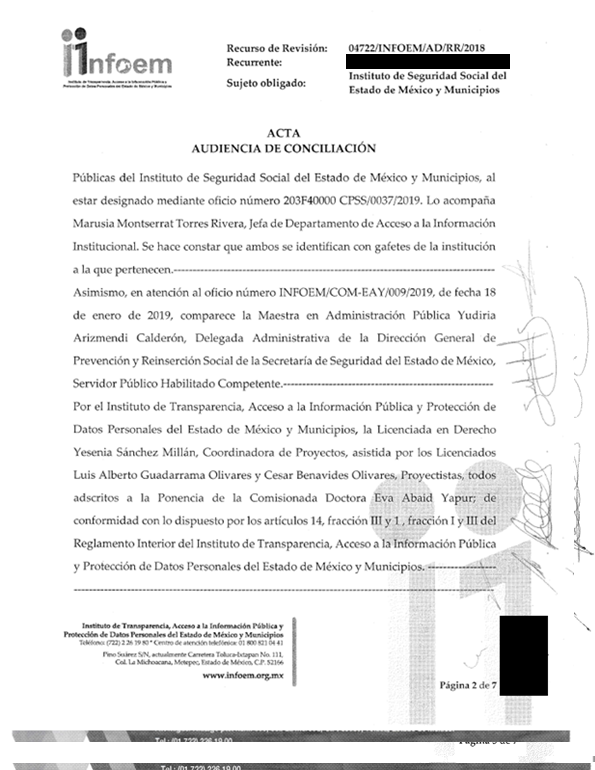 infoem
Instituto de Transparencia, Acceso a la Información Pública y
Protección de Datos Personales del Estado de México y Municipios
Recurso de Revisión: 04722/INFOEM/AD/RR/2018
Recurrente:
Sujeto obligado: Instituto de Seguridad Social del
Estado de México y Municipios
ACTA
AUDIENCIA DE CONCILIACIÓN
Públicas del Instituto de Seguridad Social del Estado de México y Municipios, al
estar designado mediante oficio número 203F40000 CPSS/0037/2019. Lo acompaña
Marusia Montserrat Torres Rivera, Jefa de Departamento de Acceso a la Información
Institucional. Se hace constar que ambos se identifican con gafetes de la institución
a la que pertenecen.---
Asimismo, en atención al oficio número INFOEM/COM-EAY/009/2019, de fecha 18
de enero de 2019, comparece la Maestra en Administración Pública Yudiria
Arizmendi Calderón, Delegada Administrativa de la Dirección General de
Prevención y Reinserción Social de la Secretaría de Seguridad del Estado de México,
Servidor Público Habilitado Competente.---
Por el Instituto de Transparencia, Acceso a la Información Pública y Protección de
Datos Personales del Estado de México y Municipios, la Licenciada en Derecho
Yesenia Sánchez Millán, Coordinadora de Proyectos, asistida por los Licenciados
Luis Alberto Guadarrama Olivares y Cesar Benavides Olivares, Proyectistas, todos
adscritos a la Ponencia de la Comisionada Doctora Eva Abaid Yapur; de
conformidad con lo dispuesto por los artículos 14, fracción III y 1 , fracción I y III del
Reglamento Interior del Instituto de Transparencia, Acceso a la Información Pública
y Protección de Datos Personales del Estado de México y Municipios. ---
Instituto de Transparencia, Acceso a la Información Pública y
Protección de Datos Personales del Estado de México y Municipios
Teléfono: (722) 2 26 19 80 * Centro de atención telefónica: 01 800 821 04 41
Pino Suárez S/N, actualmente Carretera Toluca-Ixtapan No. 111,
Col. La Michoacana, Metepec, Estado de México, C.P. 52166
www.infoem.org.mx
Página 2 de 7